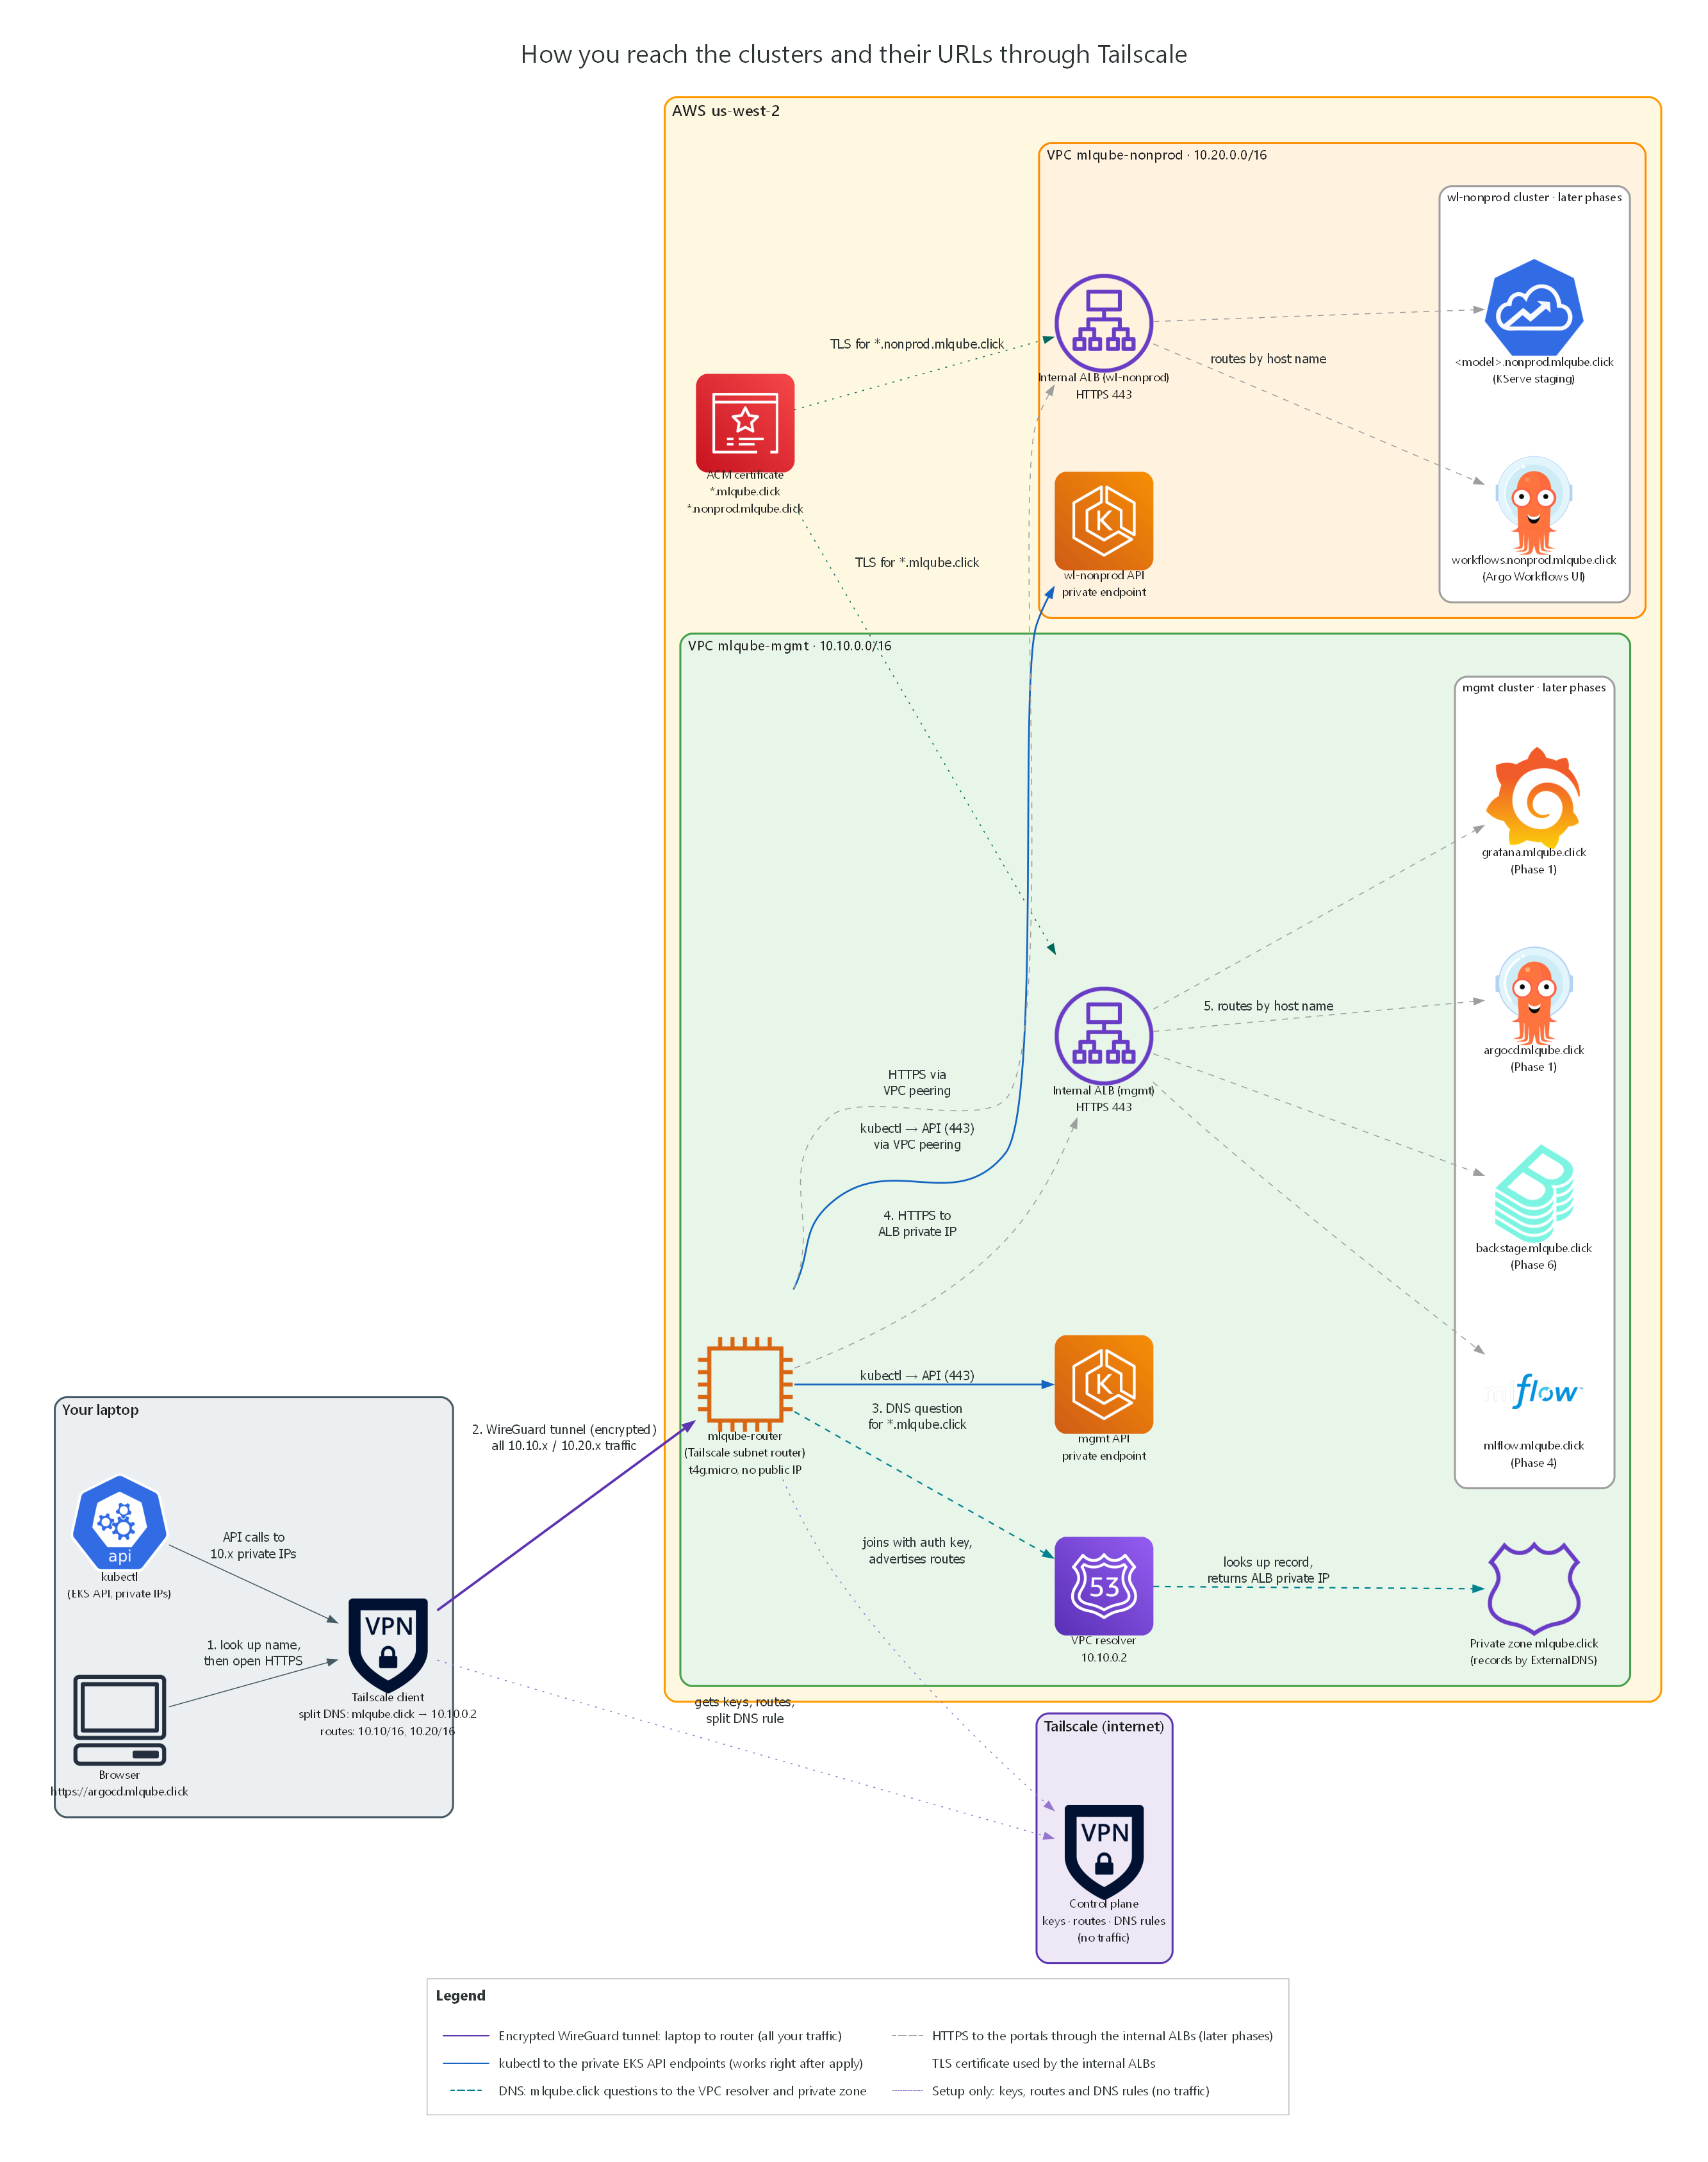 How you reach the clusters and their URLs through Tailscale
AWS us-west-2
VPC mlqube-nonprod · 10.20.0.0/16
wl-nonprod cluster · later phases
<model>.nonprod.mlqube.click
(KServe staging)
routes by host name
workflows.nonprod.mlqube.click
(Argo Workflows UI)
Internal ALB (wl-nonprod)
HTTPS 443
TLS for *.nonprod.mlqube.click
ACM certificate
*.mlqube.click
*.nonprod.mlqube.click
wl-nonprod API
private endpoint
TLS for *.mlqube.click
VPC mlqube-mgmt · 10.10.0.0/16
mgmt cluster · later phases
grafana.mlqube.click
(Phase 1)
5. routes by host name
argocd.mlqube.click
(Phase 1)
Internal ALB (mgmt)
HTTPS 443
HTTPS via
VPC peering
kubectl → API (443)
via VPC peering
4. HTTPS to
ALB private IP
backstage.mlqube.click
(Phase 6)
mlflow
mlflow.mlqube.click
(Phase 4)
kubectl → API (443)
3. DNS question
for *.mlqube.click
mgmt API
private endpoint
mlqube-router
(Tailscale subnet router)
t4g.micro, no public IP
2. WireGuard tunnel (encrypted)
all 10.10.x / 10.20.x traffic
joins with auth key,
advertises routes
53
VPC resolver
10.10.0.2
looks up record,
returns ALB private IP
Private zone mlqube.click
(records by ExternalDNS)
Your laptop
api
kubectl
(EKS API, private IPs)
API calls to
10.x private IPs
1. look up name,
then open HTTPS
VPN
Tailscale client
split DNS: mlqube.click → 10.10.0.2
routes: 10.10/16, 10.20/16
Browser
https://argocd.mlqube.click
gets keys, routes,
split DNS rule
Tailscale (internet)
VPN
Control plane
keys · routes · DNS rules
(no traffic)
Legend
Encrypted WireGuard tunnel: laptop to router (all your traffic)
kubectl to the private EKS API endpoints (works right after apply)
DNS: mlqube.click questions to the VPC resolver and private zone
HTTPS to the portals through the internal ALBs (later phases)
TLS certificate used by the internal ALBs
Setup only: keys, routes and DNS rules (no traffic)